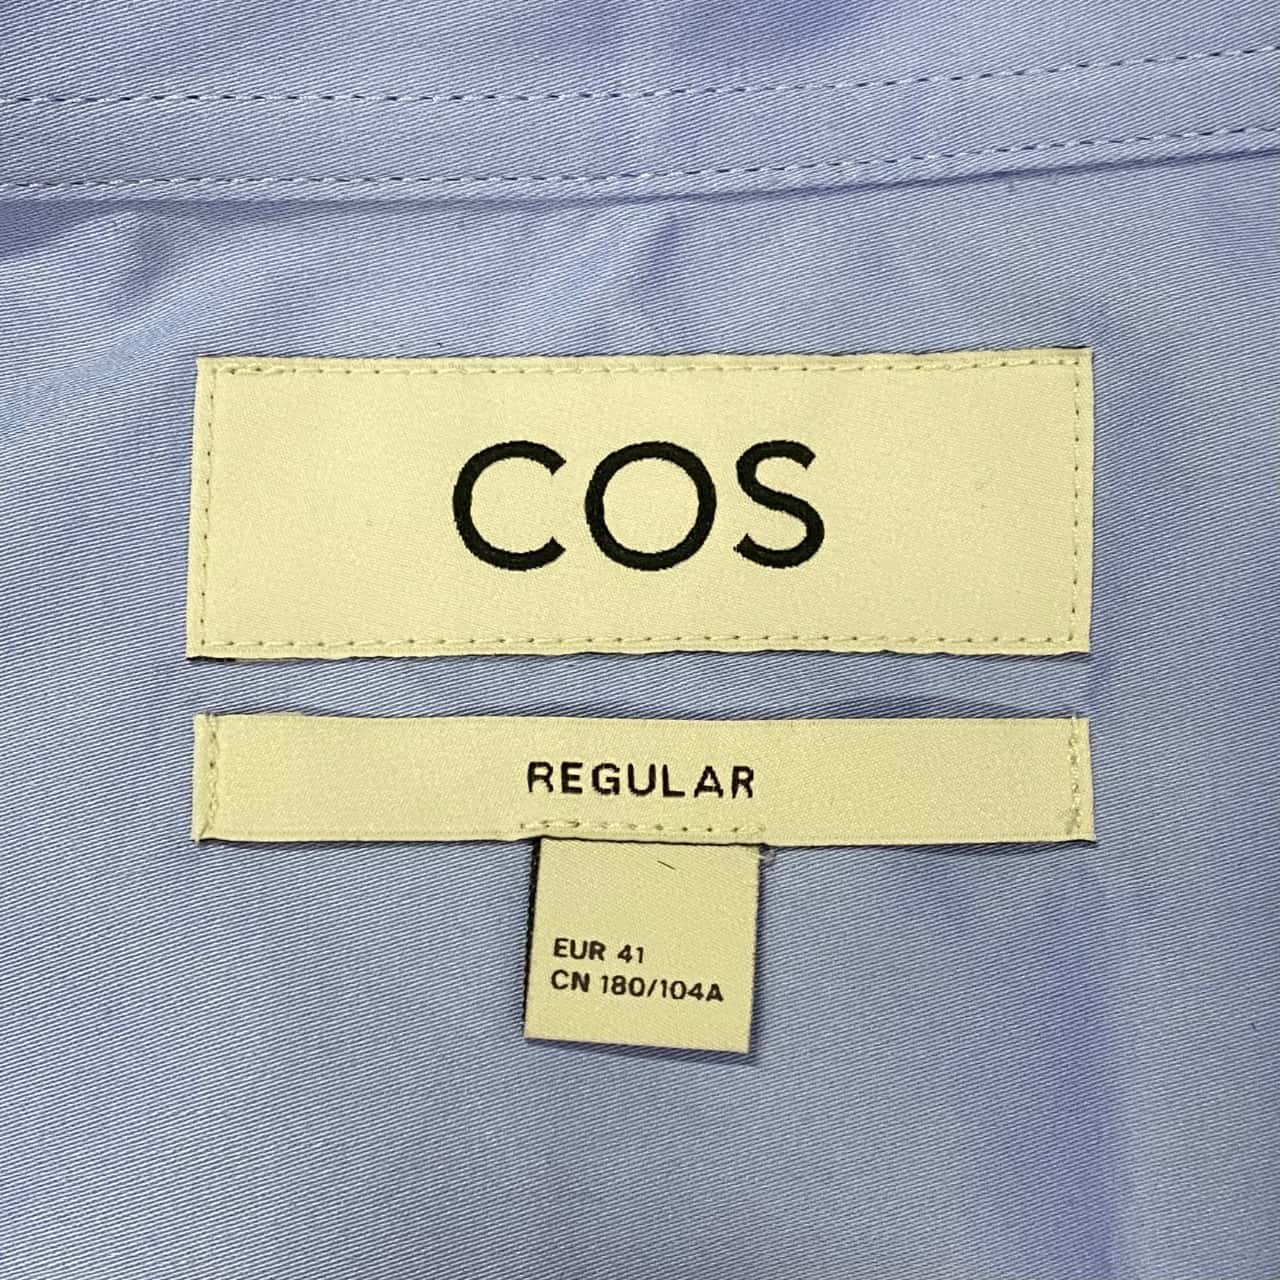 COS
REGULAR
EUR 41
CN 180/104A